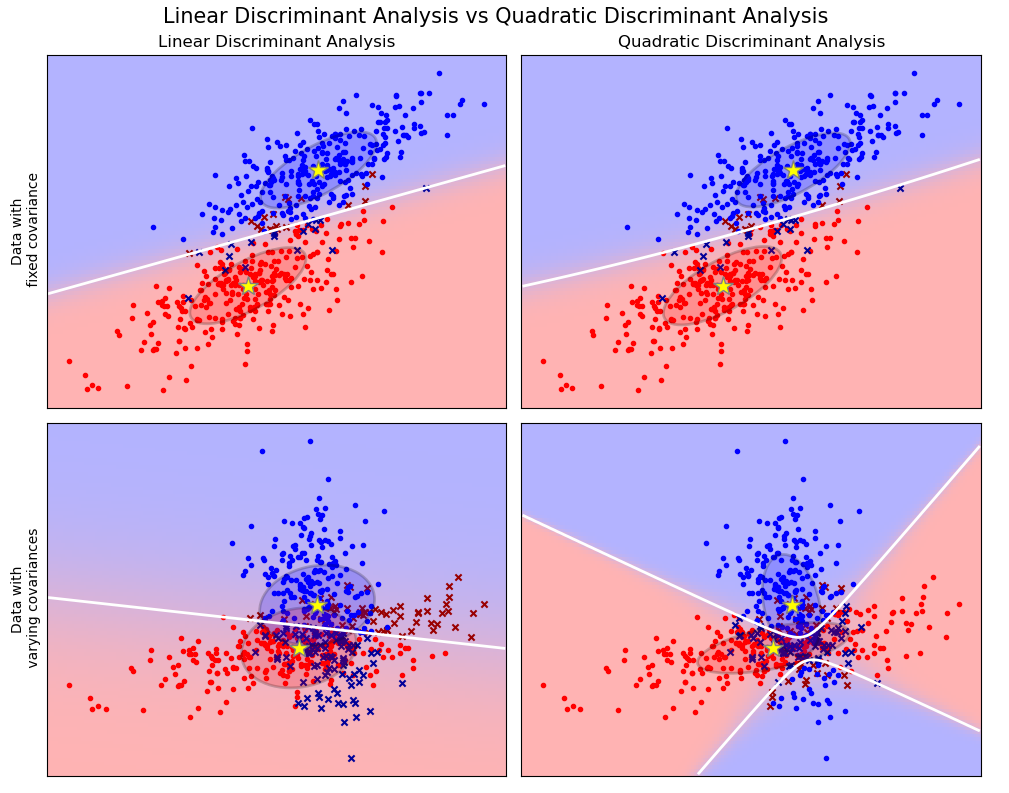 Linear Discriminant Analysis vs Quadratic Discriminant Analysis
Linear Discriminant Analysis
Quadratic Discriminant Analysis
Data with
fixed covariance
Data with
varying covariances